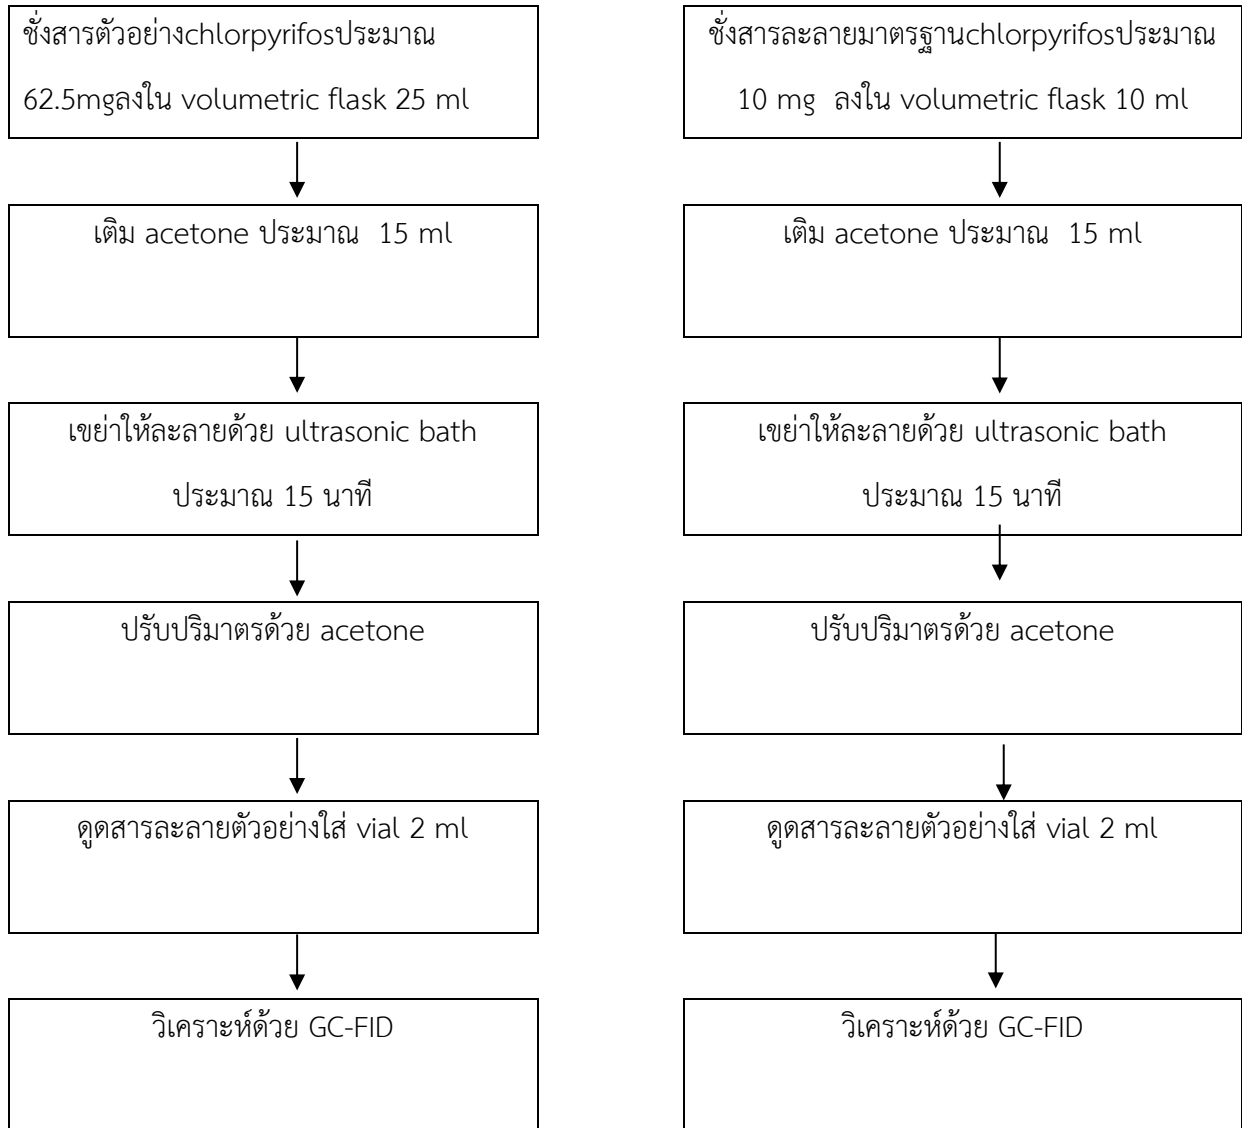 ชั่งสารตัวอย่างchlorpyrifosประมาณ
62.5mgลงใน volumetric flask 25 ml
เติม acetone ประมาณ 15 ml
เขย่าให้ละลายด้วย ultrasonic bath
ประมาณ 15 นาที
ปรับปริมาตรด้วย acetone
ดูดสารละลายตัวอย่างใส่ vial 2 ml
วิเคราะห์ด้วย GC-FID
ชั่งสารละลายมาตรฐานchlorpyrifosประมาณ
10 mg ลงใน volumetric flask 10 ml
เติม acetone ประมาณ 15 ml
เขย่าให้ละลายด้วย ultrasonic bath
ประมาณ 15 นาที
ปรับปริมาตรด้วย acetone
ดูดสารละลายตัวอย่างใส่ vial 2 ml
วิเคราะห์ด้วย GC-FID